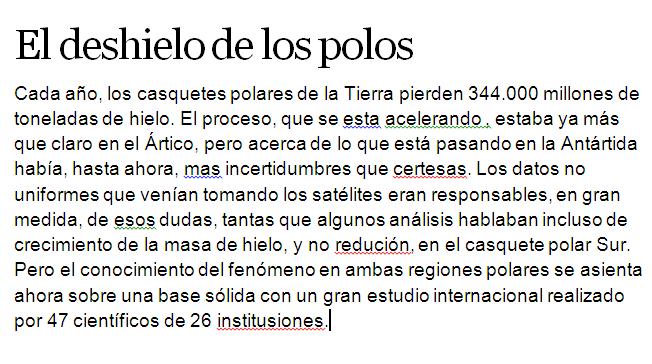 El deshielo de los polos
Cada año, los casquetes polares de la Tierra pierden 344.000 millones de
toneladas de hielo. El proceso, que se esta acelerando , estaba ya más
que claro en el Ártico, pero acerca de lo que está pasando en la Antártida
había, hasta ahora, mas incertidumbres que certesas. Los datos no
uniformes que venían tomando los satélites eran responsables, en gran
medida, de esos dudas, tantas que algunos análisis hablaban incluso de
crecimiento de la masa de hielo, y no redución, en el casquete polar Sur.
Pero el conocimiento del fenómeno en ambas regiones polares se asienta
ahora sobre una base sólida con un gran estudio internacional realizado
por 47 científicos de 26 institusiones.